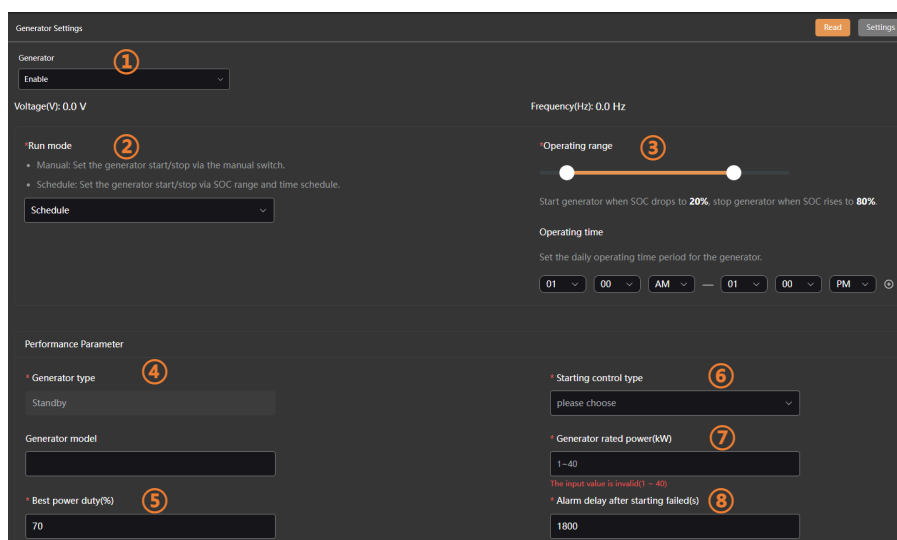 Generator Settings
Read
Settings
Generator
①
Enable
Voltage(V): 0.0 V
Frequency(Hz): 0.0 Hz
*Run mode
②
• Manual: Set the generator start/stop via the manual switch.
• Schedule: Set the generator start/stop via SOC range and time schedule.
Schedule
*Operating range
③
Start generator when SOC drops to 20%, stop generator when SOC rises to 80%.
Operating time
Set the daily operating time period for the generator.
01 00 AM — 01 00 PM
Performance Parameter
* Generator type
④
Standby
* Starting control type
⑥
please choose
Generator model
* Generator rated power(kW)
⑦
1~40
The input value is invalid(1 ~ 40)
* Best power duty(%)
⑤
70
* Alarm delay after starting failed(s)
⑧
1800